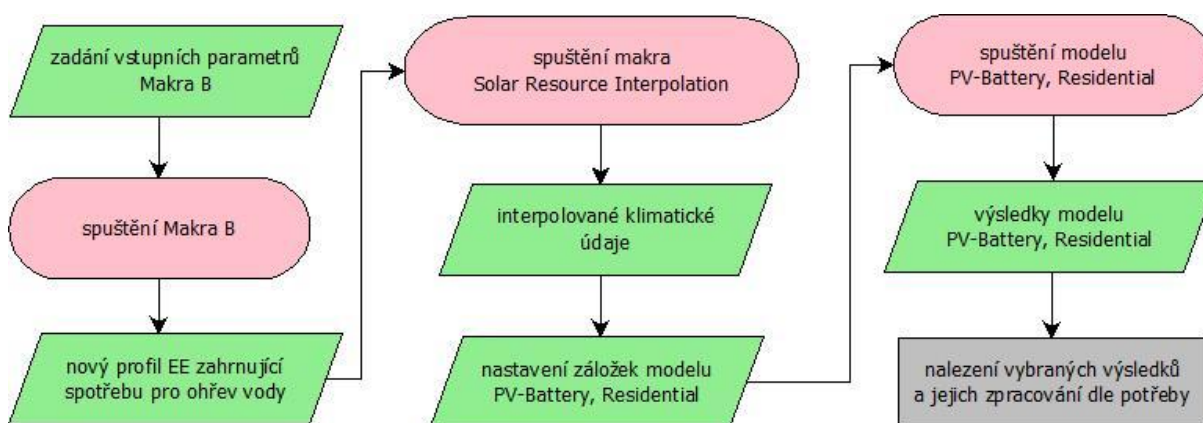 zadání vstupních parametrů
Makra B
spuštění Makra B
nový profil EE zahrnující
spotřebu pro ohřev vody
spuštění makra
Solar Resource Interpolation
interpolované klimatické
údaje
nastavení záložek modelu
PV-Battery, Residential
spuštění modelu
PV-Battery, Residential
výsledky modelu
PV-Battery, Residential
nalezení vybraných výsledků
a jejich zpracování dle potřeby